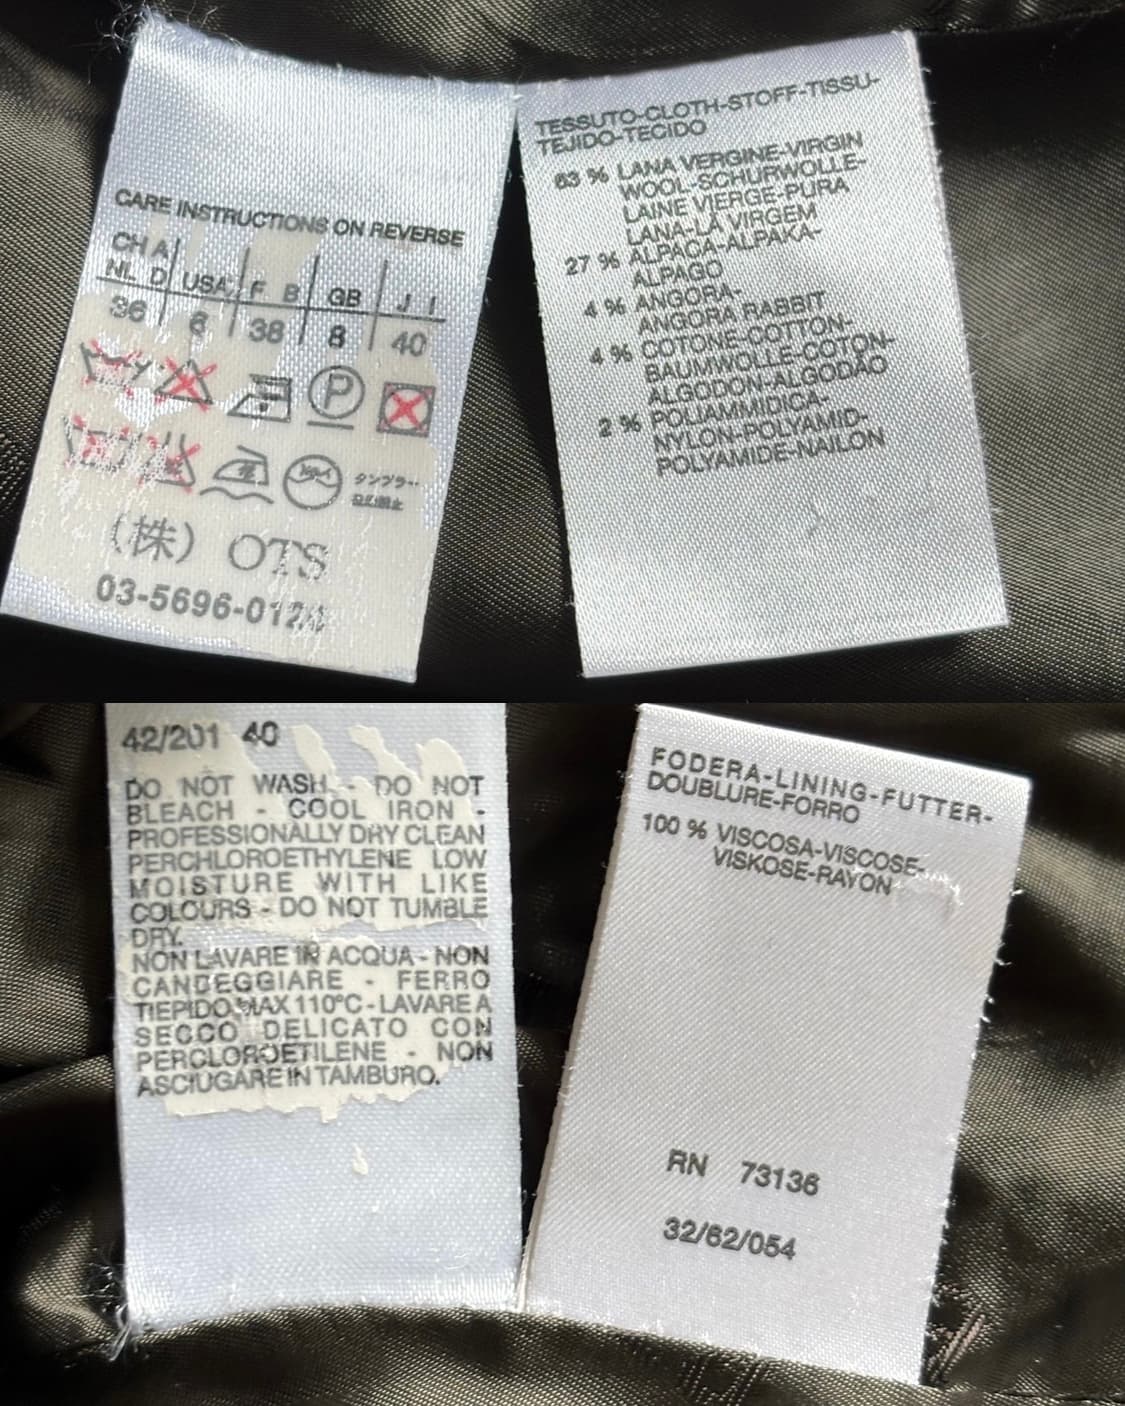 CARE INSTRUCTIONS ON REVERSE
CH A
NL D USA F B GB J I
36 6 38 8 40
P
タンブラー
(株) OTS
03-5696-012
TESSUTO-CLOTH-STOFF-TISSU-
TEJIDO-TECIDO
63 % LANA VERGINE-VIRGIN
WOOL-SCHURWOLLE-
LAINE VIERGE-PURA
LANA-LÃ VIRGEM
27 % ALPACA-ALPAKA-
ALPAGO
4 % ANGORA-
ANGORA RABBIT
4 % COTONE-COTTON-
BAUMWOLLE-COTON-
ALGODON-ALGODÃO
2 % POLIAMMIDICA-
NYLON-POLYAMID-
POLYAMIDE-NAILON
42/201 40
DO NOT WASH - DO NOT
BLEACH - COOL IRON -
PROFESSIONALLY DRY CLEAN
PERCHLOROETHYLENE LOW
MOISTURE WITH LIKE
COLOURS - DO NOT TUMBLE
DRY.
NON LAVARE IN ACQUA - NON
CANDEGGIARE - FERRO
TIEPIDO MAX 110°C - LAVARE A
SECCO DELICATO CON
PERCLOROETILENE - NON
ASCIUGARE IN TAMBURO.
FODERA-LINING-FUTTER-
DOUBLURE-FORRO
100 % VISCOSA-VISCOSE-
VISKOSE-RAYON
RN 73136
32/62/054